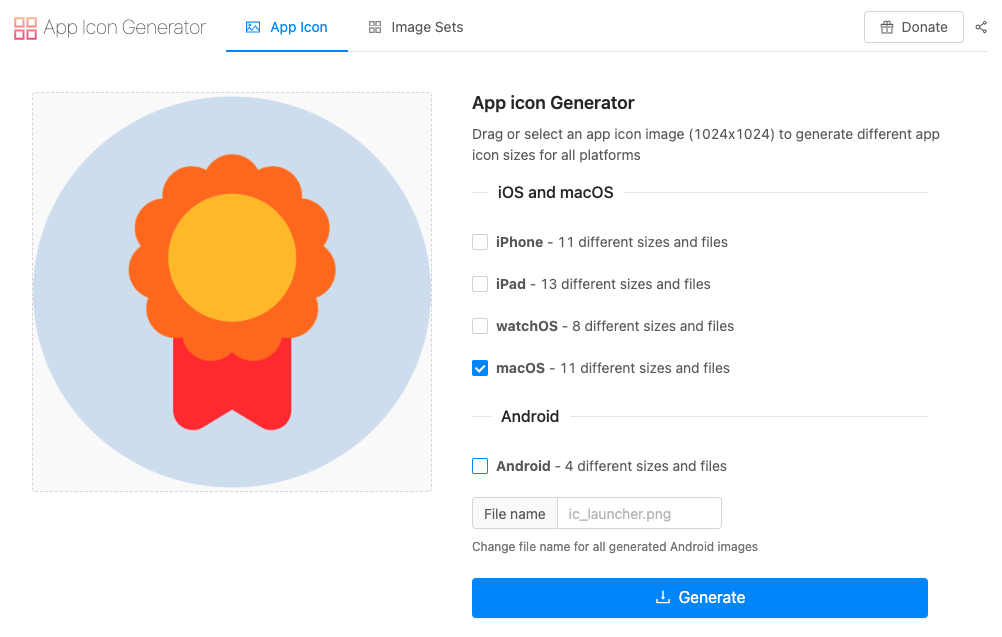 App Icon Generator
App Icon
Image Sets
Donate
App icon Generator
Drag or select an app icon image (1024x1024) to generate different app
icon sizes for all platforms
iOS and macOS
iPhone - 11 different sizes and files
iPad - 13 different sizes and files
watchOS - 8 different sizes and files
macOS - 11 different sizes and files
Android
Android - 4 different sizes and files
File name
ic_launcher.png
Change file name for all generated Android images
Generate